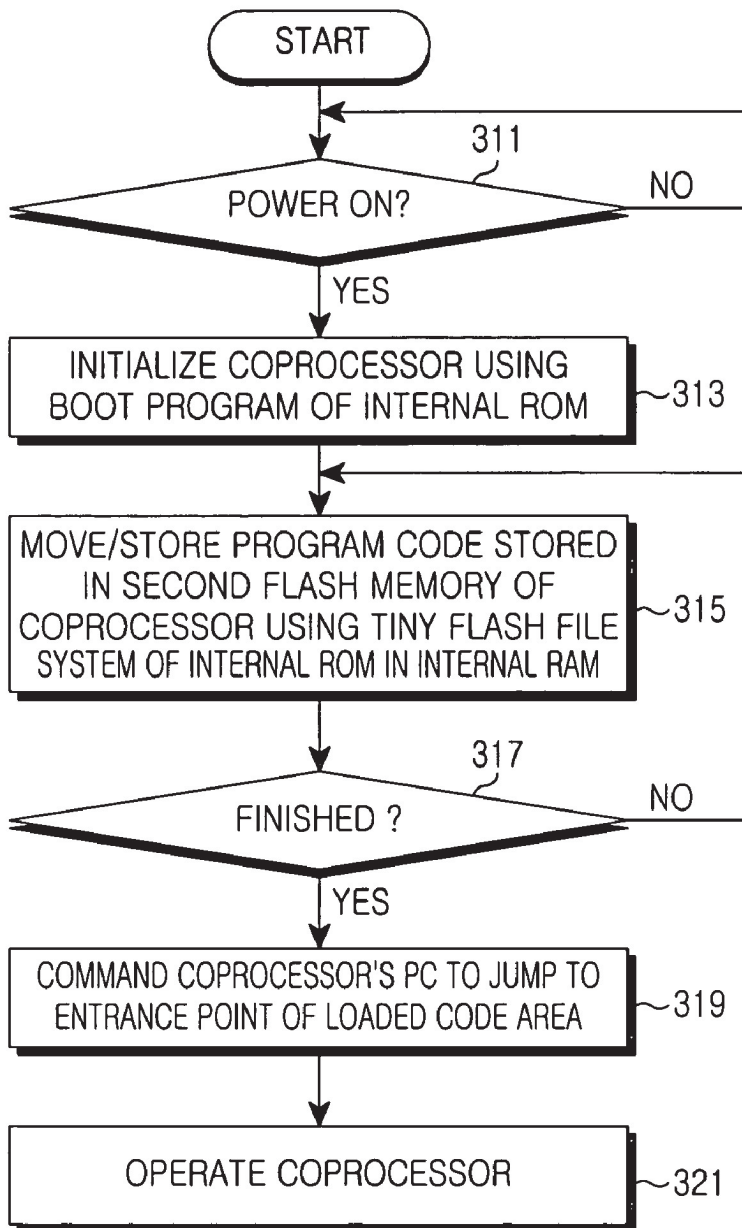 START
311
POWER ON?
NO
YES
INITIALIZE COPROCESSOR USING
BOOT PROGRAM OF INTERNAL ROM
313
MOVE/STORE PROGRAM CODE STORED
IN SECOND FLASH MEMORY OF
COPROCESSOR USING TINY FLASH FILE
SYSTEM OF INTERNAL ROM IN INTERNAL RAM
315
317
FINISHED ?
NO
YES
COMMAND COPROCESSOR'S PC TO JUMP TO
ENTRANCE POINT OF LOADED CODE AREA
319
OPERATE COPROCESSOR
321